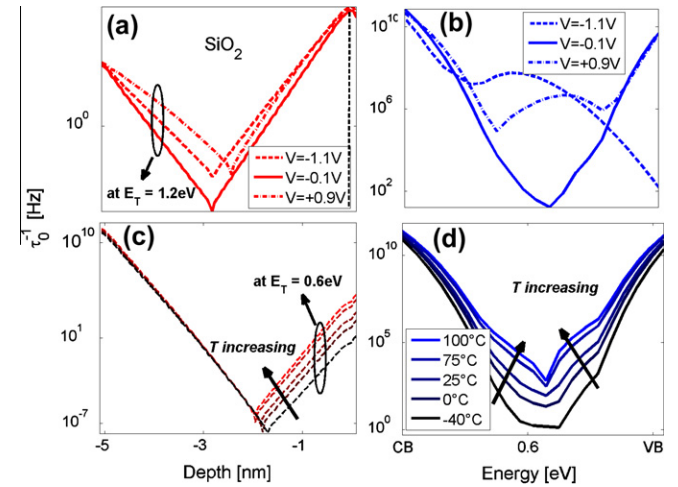 (a)
SiO2
10^0
at ET = 1.2eV
V=-1.1V
V=-0.1V
V=+0.9V
(b)
10^10
10^6
10^2
V=-1.1V
V=-0.1V
V=+0.9V
τ0^-1 [Hz]
(c)
10^10
10^1
10^-7
at ET = 0.6eV
T increasing
-5
-3
-1
Depth [nm]
(d)
10^10
10^5
10^0
T increasing
100°C
75°C
25°C
0°C
-40°C
CB
0.6
VB
Energy [eV]